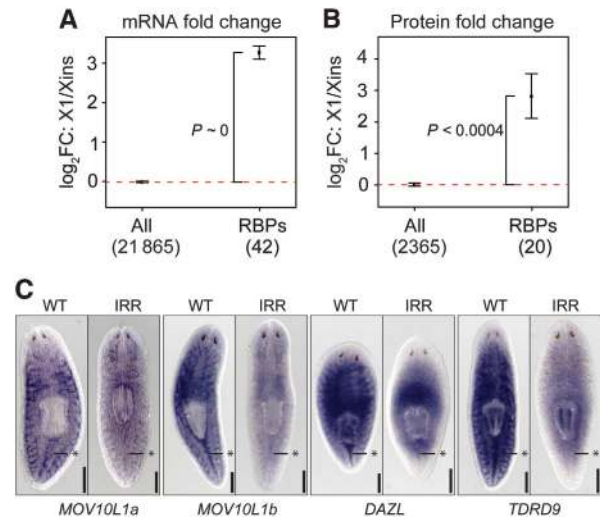 A mRNA fold change
log₂FC: X1/Xins
3
2
1
0
P ~ 0
All
(21 865)
RBPs
(42)
B Protein fold change
log₂FC: X1/Xins
4
3
2
1
0
P < 0.0004
All
(2365)
RBPs
(20)
C
WT IRR WT IRR WT IRR WT IRR
* * * * * * * *
MOV10L1a MOV10L1b DAZL TDRD9